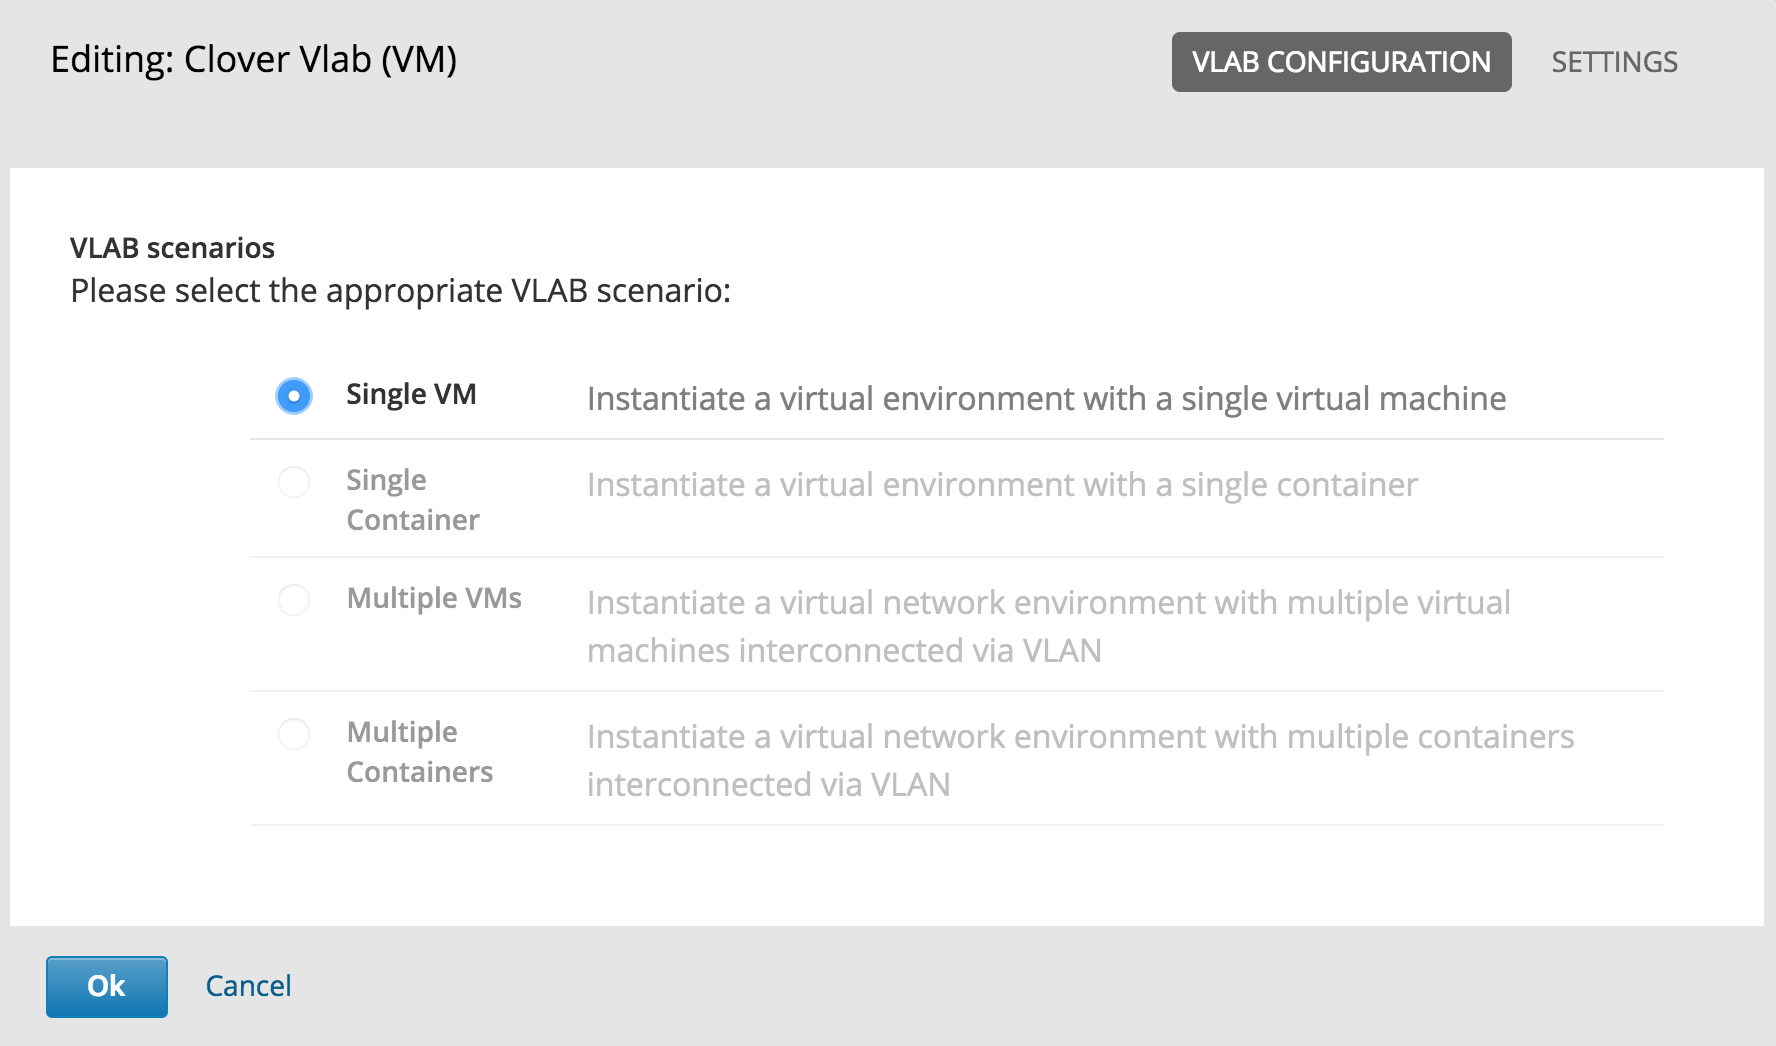 Editing: Clover Vlab (VM)
VLAB CONFIGURATION
SETTINGS
VLAB scenarios
Please select the appropriate VLAB scenario:
Single VM
Instantiate a virtual environment with a single virtual machine
Single
Container
Instantiate a virtual environment with a single container
Multiple VMs
Instantiate a virtual network environment with multiple virtual
machines interconnected via VLAN
Multiple
Containers
Instantiate a virtual network environment with multiple containers
interconnected via VLAN
Ok
Cancel